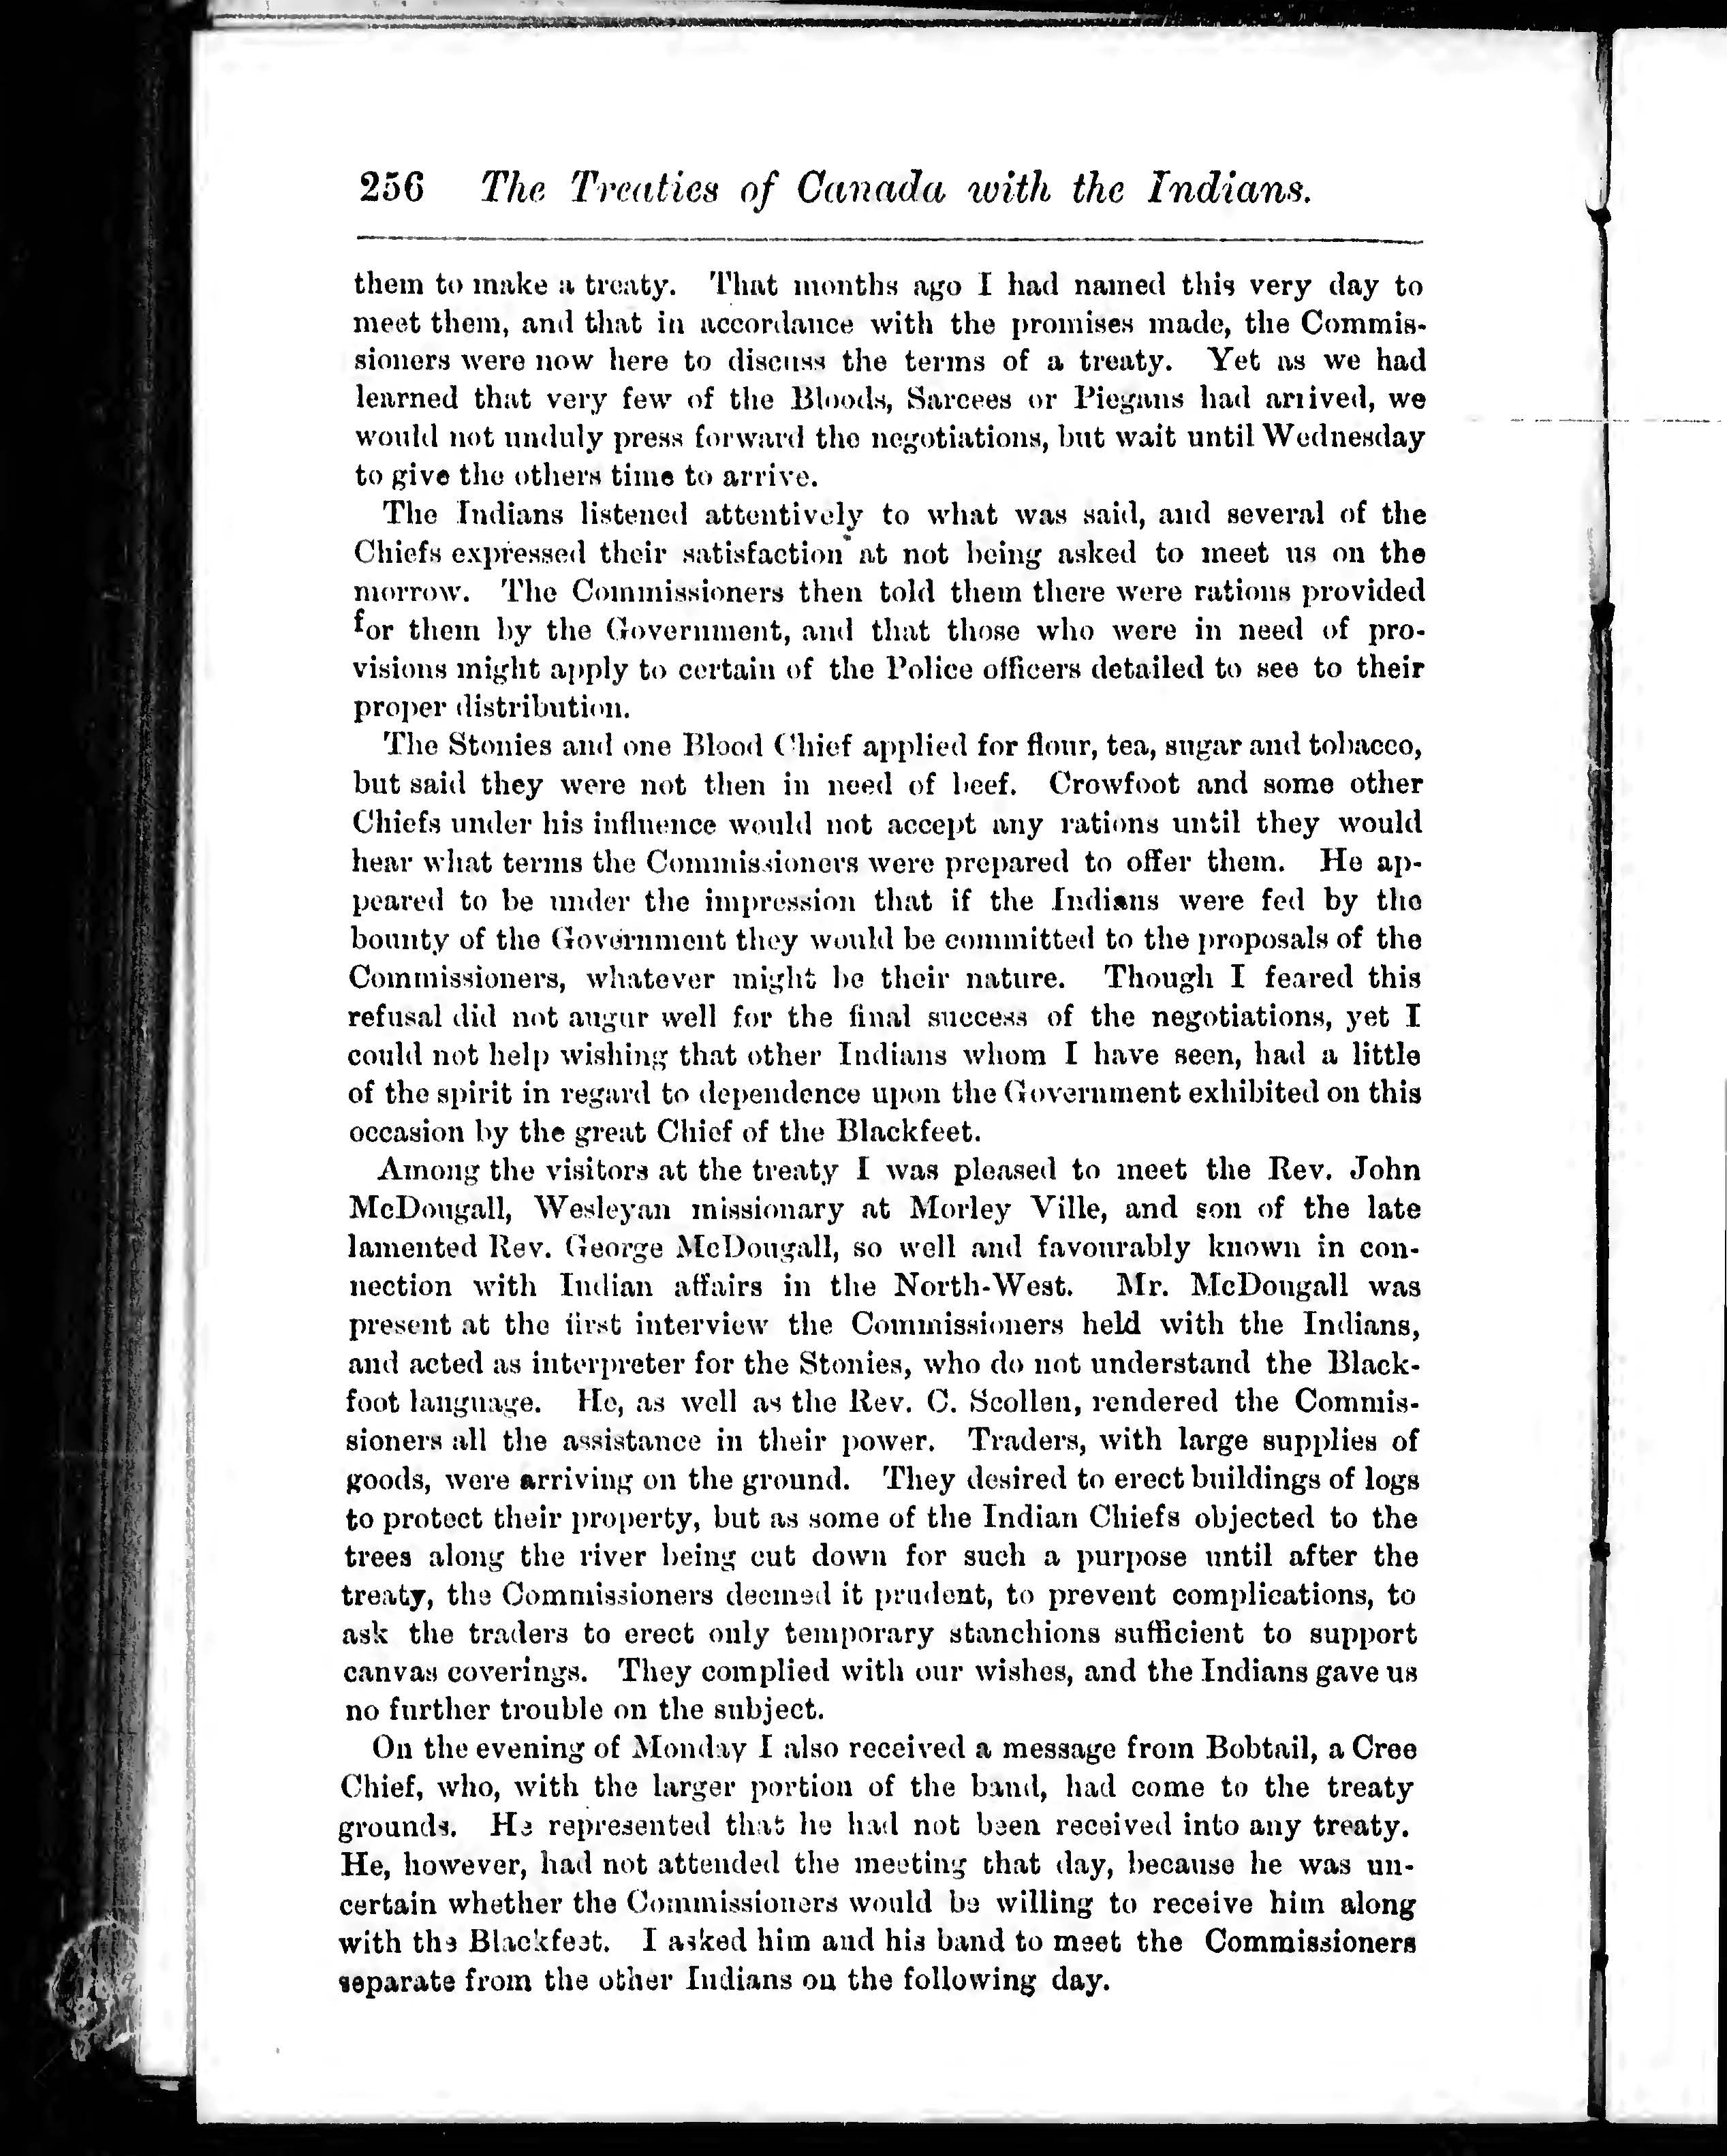 256 The Treaties of Canada with the Indians.
them to make a treaty. That months ago I had named this very day to
meet them, and that in accordance with the promises made, the Commis-
sioners were now here to discuss the terms of a treaty. Yet as we had
learned that very few of the Bloods, Sarcees or Piegans had arrived, we
would not unduly press forward the negotiations, but wait until Wednesday
to give the others time to arrive.
The Indians listened attentively to what was said, and several of the
Chiefs expressed their satisfaction at not being asked to meet us on the
morrow. The Commissioners then told them there were rations provided
for them by the Government, and that those who were in need of pro-
visions might apply to certain of the Police officers detailed to see to their
proper distribution.
The Stonies and one Blood Chief applied for flour, tea, sugar and tobacco,
but said they were not then in need of beef. Crowfoot and some other
Chiefs under his influence would not accept any rations until they would
hear what terms the Commissioners were prepared to offer them. He ap-
peared to be under the impression that if the Indians were fed by the
bounty of the Government they would be committed to the proposals of the
Commissioners, whatever might be their nature. Though I feared this
refusal did not augur well for the final success of the negotiations, yet I
could not help wishing that other Indians whom I have seen, had a little
of the spirit in regard to dependence upon the Government exhibited on this
occasion by the great Chief of the Blackfeet.
Among the visitors at the treaty I was pleased to meet the Rev. John
McDougall, Wesleyan missionary at Morley Ville, and son of the late
lamented Rev. George McDougall, so well and favourably known in con-
nection with Indian affairs in the North-West. Mr. McDougall was
present at the first interview the Commissioners held with the Indians,
and acted as interpreter for the Stonies, who do not understand the Black-
foot language. He, as well as the Rev. C. Scollen, rendered the Commis-
sioners all the assistance in their power. Traders, with large supplies of
goods, were arriving on the ground. They desired to erect buildings of logs
to protect their property, but as some of the Indian Chiefs objected to the
trees along the river being cut down for such a purpose until after the
treaty, the Commissioners deemed it prudent, to prevent complications, to
ask the traders to erect only temporary stanchions sufficient to support
canvas coverings. They complied with our wishes, and the Indians gave us
no further trouble on the subject.
On the evening of Monday I also received a message from Bobtail, a Cree
Chief, who, with the larger portion of the band, had come to the treaty
grounds. He represented that he had not been received into any treaty.
He, however, had not attended the meeting that day, because he was un-
certain whether the Commissioners would be willing to receive him along
with the Blackfeet. I asked him and his band to meet the Commissioners
separate from the other Indians on the following day.